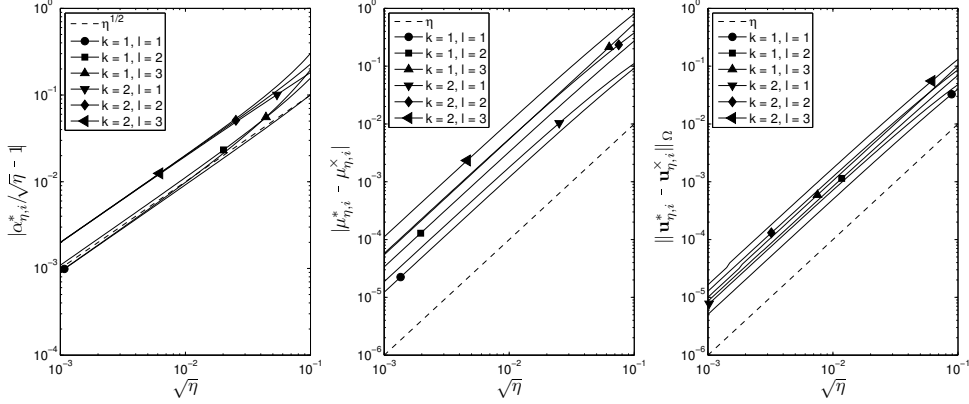 10⁰
10⁻¹
10⁻²
10⁻³
10⁻⁴
|α*η,i/√η - 1|
η1/2
k = 1, l = 1
k = 1, l = 2
k = 1, l = 3
k = 2, l = 1
k = 2, l = 2
k = 2, l = 3
10⁻³
10⁻²
10⁻¹
√η
10⁰
10⁻¹
10⁻²
10⁻³
10⁻⁴
10⁻⁵
10⁻⁶
|μ*η,i - μ×η,i|
η
k = 1, l = 1
k = 1, l = 2
k = 1, l = 3
k = 2, l = 1
k = 2, l = 2
k = 2, l = 3
10⁻³
10⁻²
10⁻¹
√η
10⁰
10⁻¹
10⁻²
10⁻³
10⁻⁴
10⁻⁵
10⁻⁶
||u*η,i - u×η,i||Ω
η
k = 1, l = 1
k = 1, l = 2
k = 1, l = 3
k = 2, l = 1
k = 2, l = 2
k = 2, l = 3
10⁻³
10⁻²
10⁻¹
√η